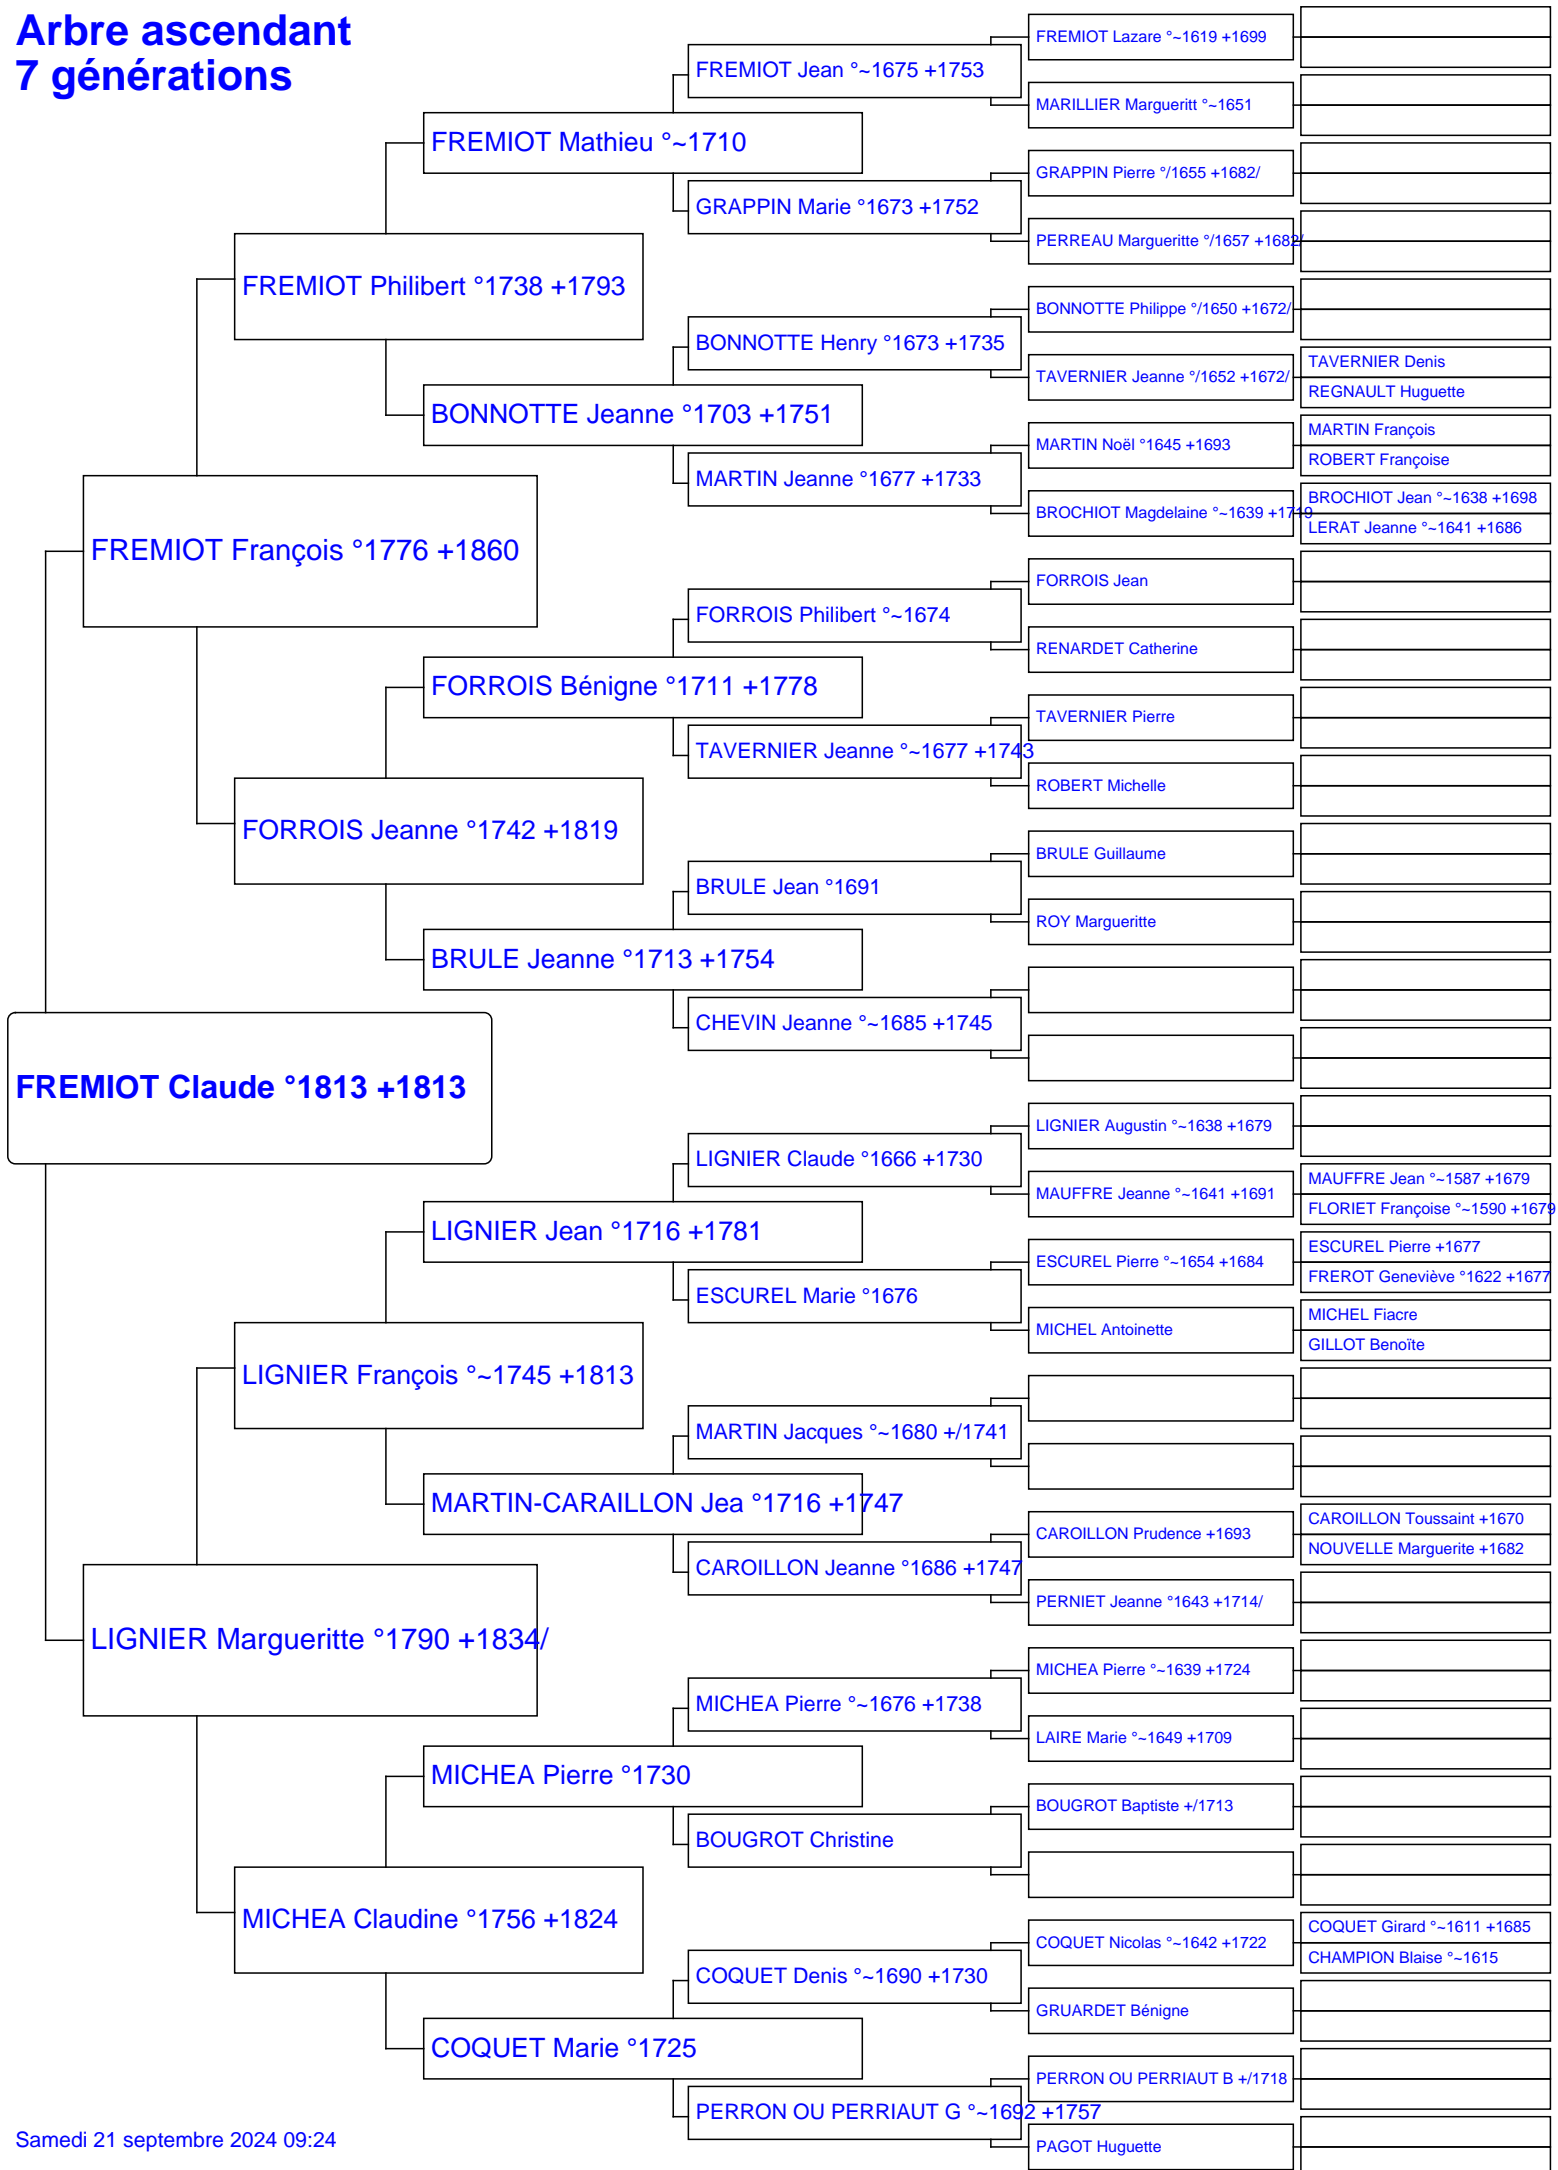 Arbre ascendant
7 générations
FREMIOT Claude °1813 +1813
FREMIOT François °1776 +1860
LIGNIER Margueritte °1790 +1834/
FREMIOT Philibert °1738 +1793
FORROIS Jeanne °1742 +1819
LIGNIER François °~1745 +1813
MICHEA Claudine °1756 +1824
FREMIOT Mathieu °~1710
BONNOTTE Jeanne °1703 +1751
FORROIS Bénigne °1711 +1778
BRULE Jeanne °1713 +1754
LIGNIER Jean °1716 +1781
MARTIN-CARAILLON Jea °1716 +1747
MICHEA Pierre °1730
COQUET Marie °1725
FREMIOT Jean °~1675 +1753
GRAPPIN Marie °1673 +1752
BONNOTTE Henry °1673 +1735
MARTIN Jeanne °1677 +1733
FORROIS Philibert °~1674
TAVERNIER Jeanne °~1677 +1743
BRULE Jean °1691
CHEVIN Jeanne °~1685 +1745
LIGNIER Claude °1666 +1730
ESCUREL Marie °1676
MARTIN Jacques °~1680 +/1741
CAROILLON Jeanne °1686 +1747
MICHEA Pierre °~1676 +1738
BOUGROT Christine
COQUET Denis °~1690 +1730
PERRON OU PERRIAUT G °~1692 +1757
FREMIOT Lazare °~1619 +1699
MARILLIER Margueritt °~1651
GRAPPIN Pierre °/1655 +1682/
PERREAU Margueritte °/1657 +1682/
BONNOTTE Philippe °/1650 +1672/
TAVERNIER Jeanne °/1652 +1672/
MARTIN Noël °1645 +1693
BROCHIOT Magdelaine °~1639 +1719
FORROIS Jean
RENARDET Catherine
TAVERNIER Pierre
ROBERT Michelle
BRULE Guillaume
ROY Margueritte
LIGNIER Augustin °~1638 +1679
MAUFFRE Jeanne °~1641 +1691
ESCUREL Pierre °~1654 +1684
MICHEL Antoinette
CAROILLON Prudence +1693
PERNIET Jeanne °1643 +1714/
MICHEA Pierre °~1639 +1724
LAIRE Marie °~1649 +1709
BOUGROT Baptiste +/1713
COQUET Nicolas °~1642 +1722
GRUARDET Bénigne
PERRON OU PERRIAUT B +/1718
PAGOT Huguette
TAVERNIER Denis
REGNAULT Huguette
MARTIN François
ROBERT Françoise
BROCHIOT Jean °~1638 +1698
LERAT Jeanne °~1641 +1686
MAUFFRE Jean °~1587 +1679
FLORIET Françoise °~1590 +1679
ESCUREL Pierre +1677
FREROT Geneviève °1622 +1677
MICHEL Fiacre
GILLOT Benoïte
CAROILLON Toussaint +1670
NOUVELLE Marguerite +1682
COQUET Girard °~1611 +1685
CHAMPION Blaise °~1615
Samedi 21 septembre 2024 09:24